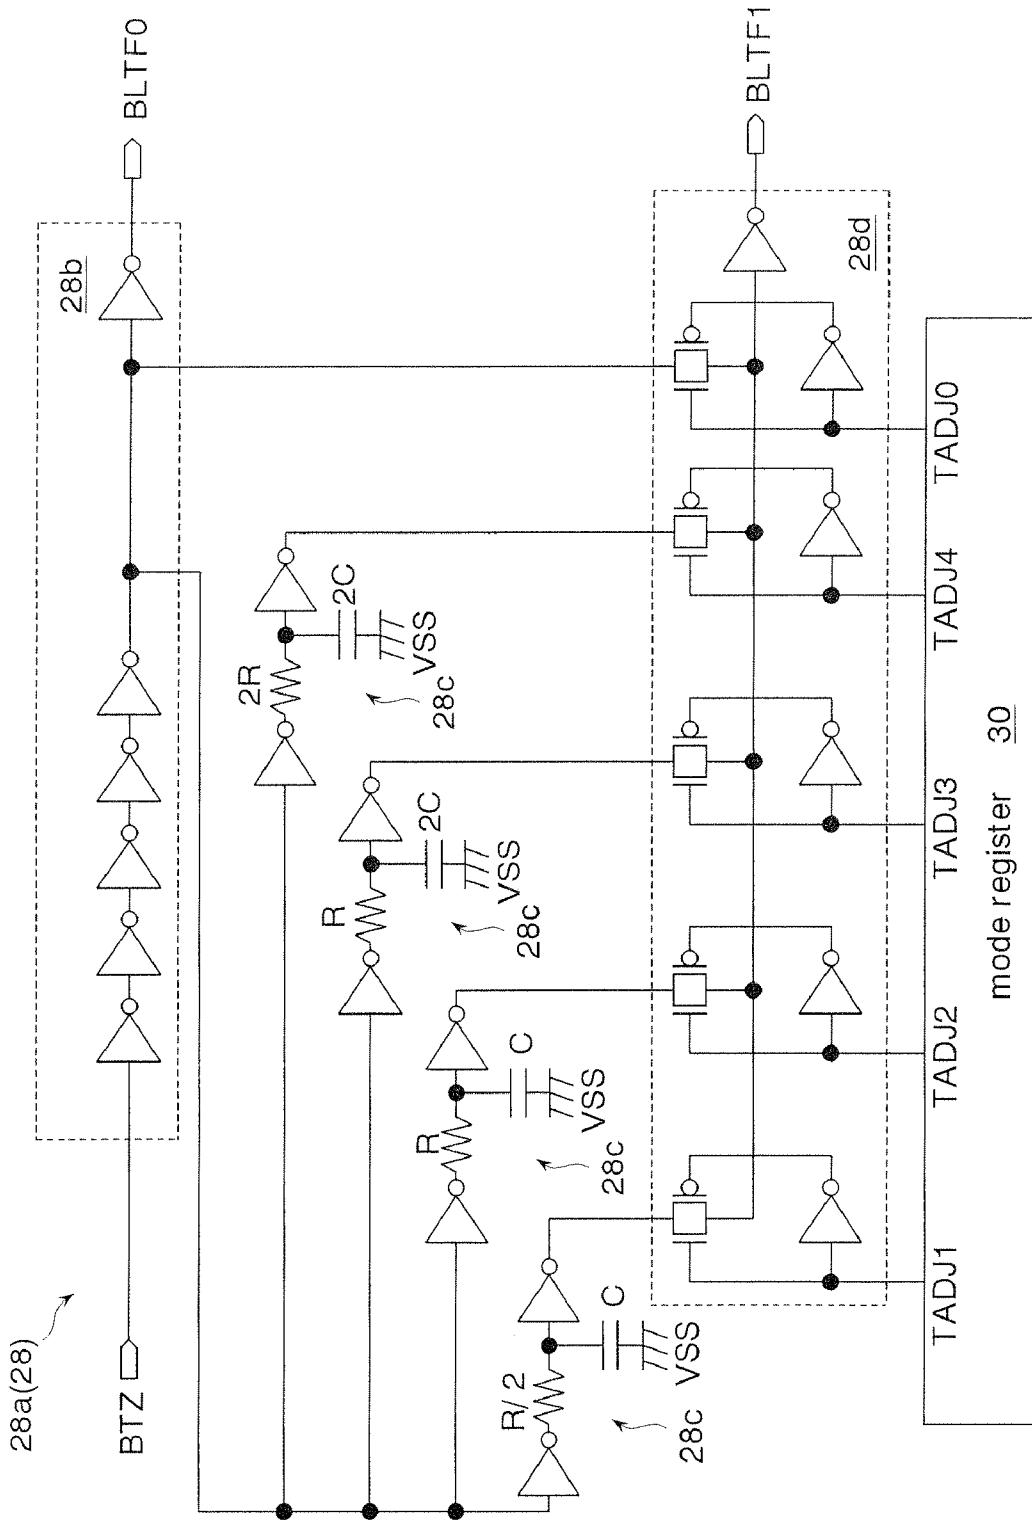 28a(28)
BTZ
28b
BLTF0
2R
2C
VSS
28c
R
2C
VSS
28c
R
C
VSS
28c
R/2
C
VSS
28c
28d
BLTF1
TADJ1
TADJ2
TADJ3
TADJ4
TADJ0
mode register 30